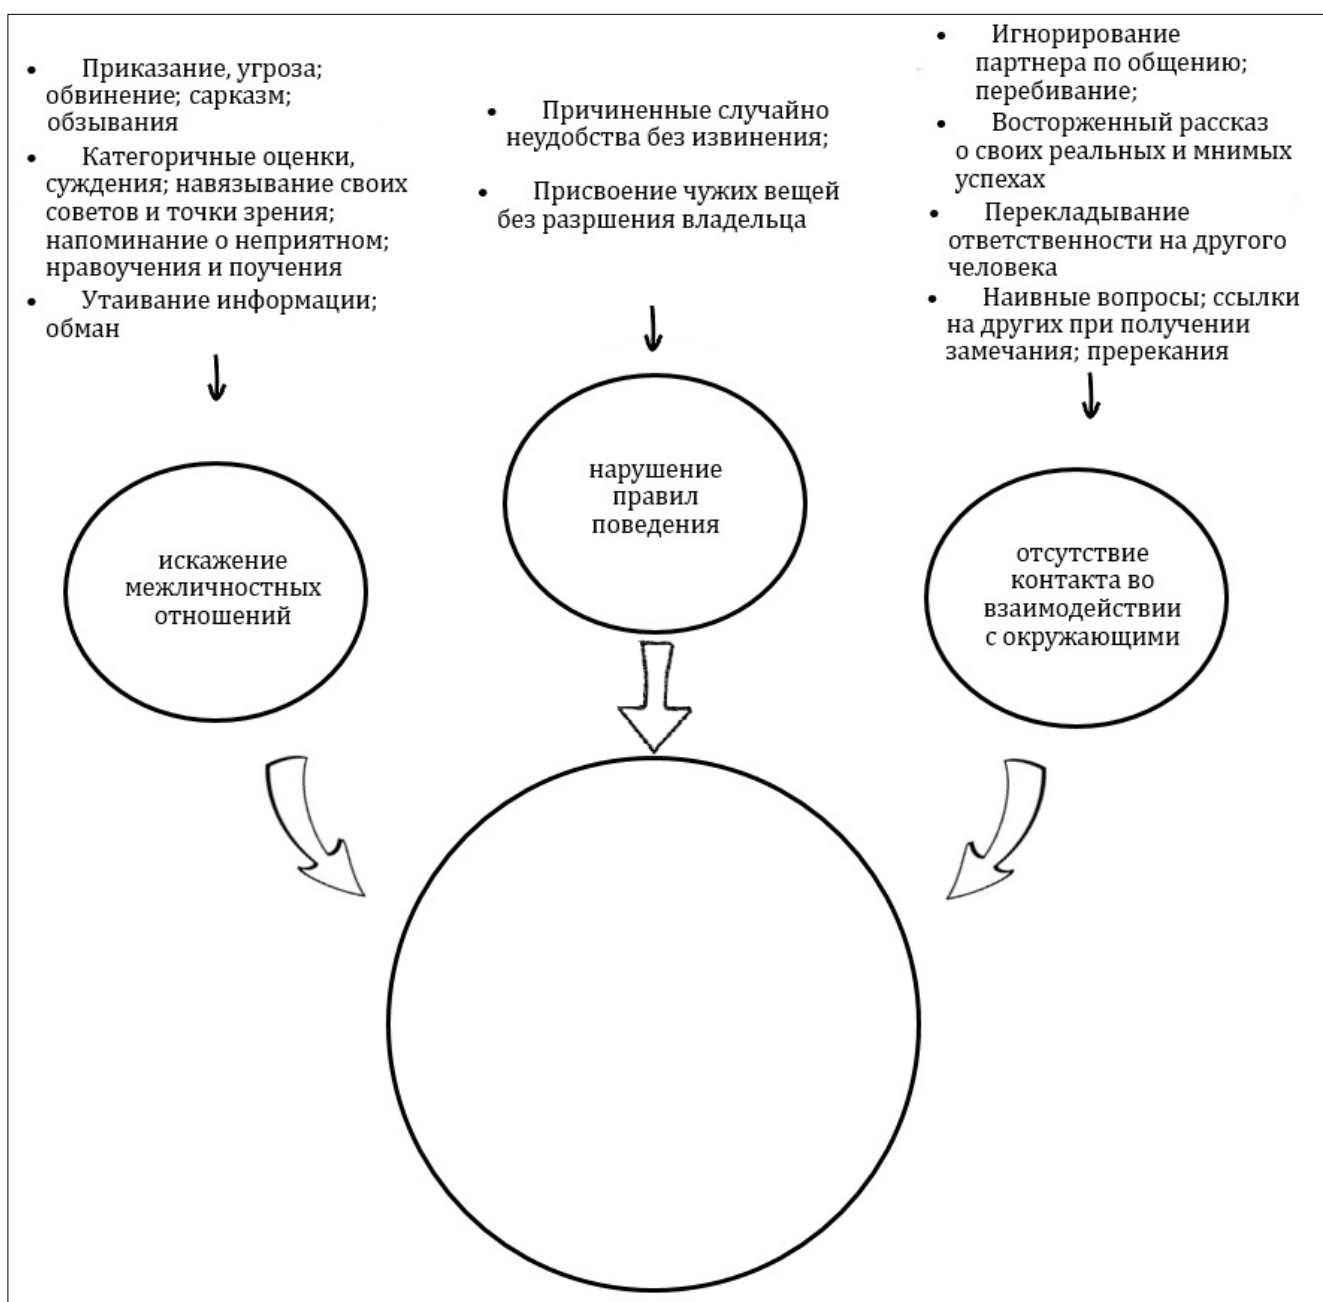 • Приказание, угроза;
обвинение; сарказм;
обзывания
• Категоричные оценки,
суждения; навязывание своих
советов и точки зрения;
напоминание о неприятном;
нравоучения и поучения
• Утаивание информации;
обман
• Причиненные случайно
неудобства без извинения;
• Присвоение чужих вещей
без разршения владельца
• Игнорирование
партнера по общению;
перебивание;
• Восторженный рассказ
о своих реальных и мнимых
успехах
• Перекладывание
ответственности на другого
человека
• Наивные вопросы; ссылки
на других при получении
замечания; пререкания
искажение
межличностных
отношений
нарушение
правил
поведения
отсутствие
контакта во
взаимодействии
с окружающими